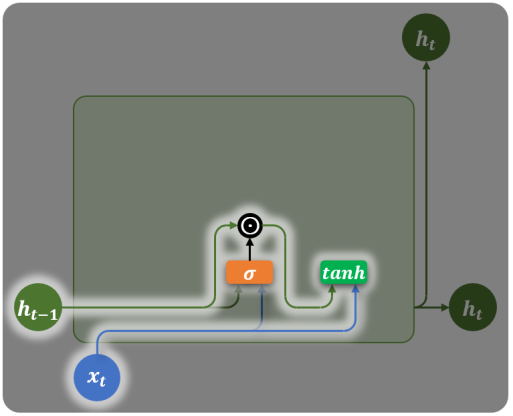 h_t
σ
tanh
h_{t-1}
h_t
x_t